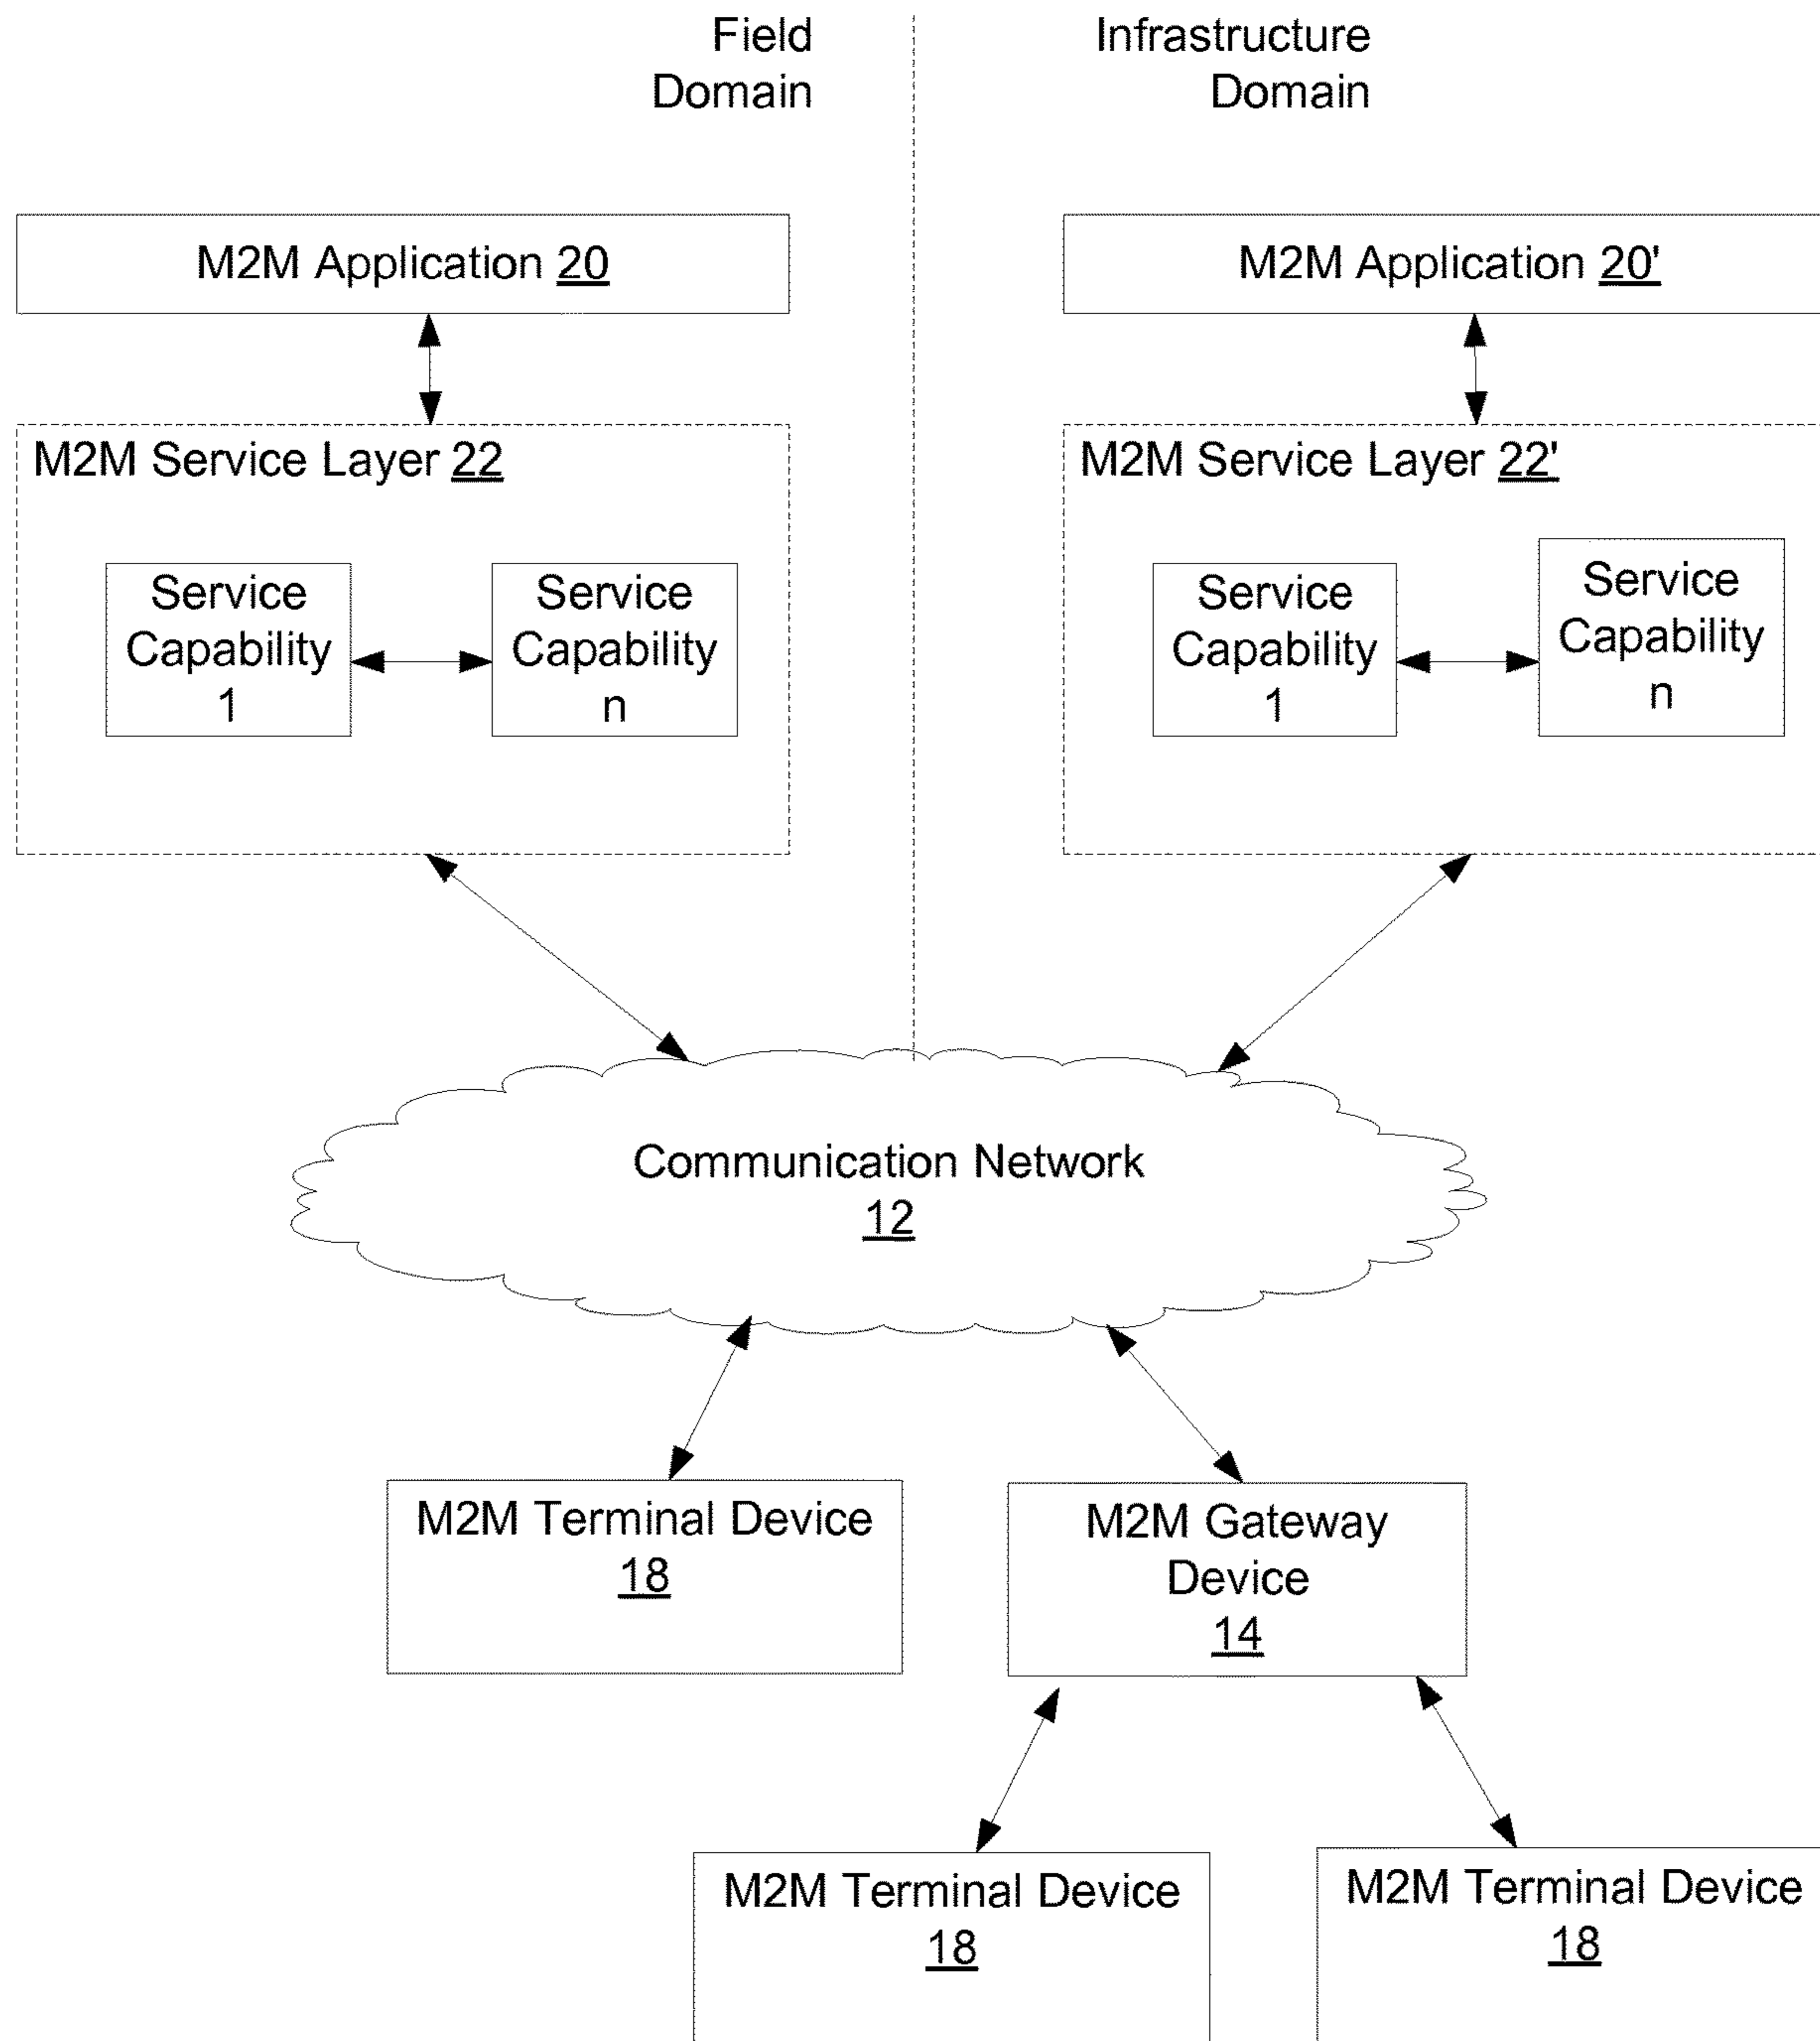 Field
Domain
Infrastructure
Domain
M2M Application 20
M2M Application 20'
M2M Service Layer 22
Service
Capability
1
Service
Capability
n
M2M Service Layer 22'
Service
Capability
1
Service
Capability
n
Communication Network
12
M2M Terminal Device
18
M2M Gateway
Device
14
M2M Terminal Device
18
M2M Terminal Device
18